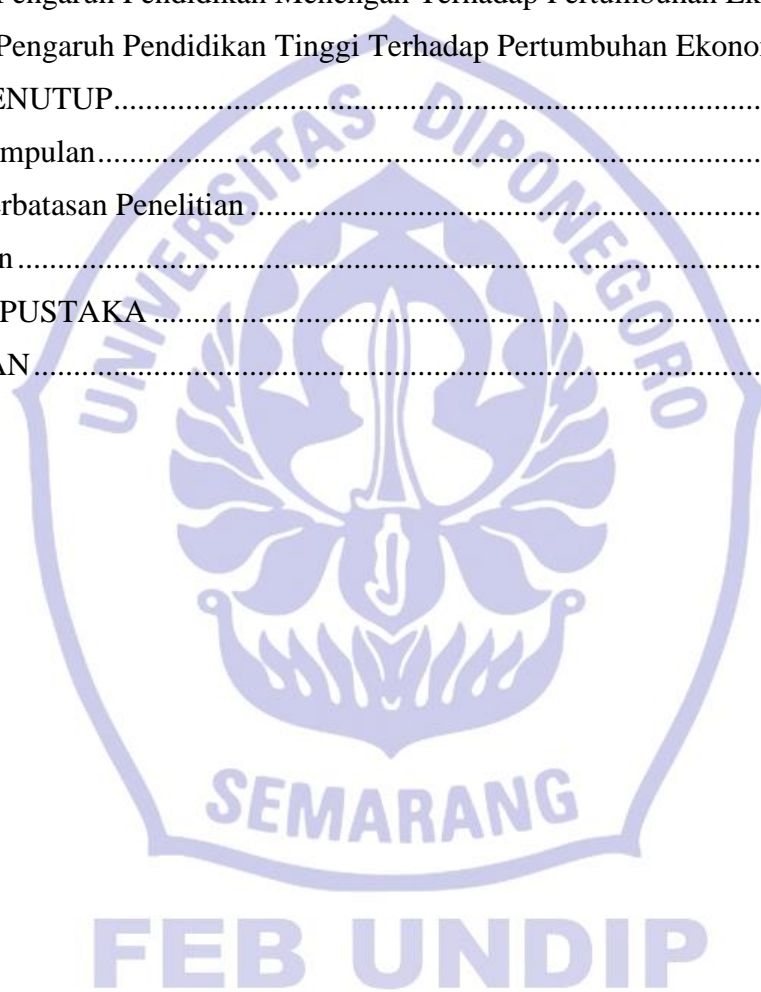 Pengaruh Pendidikan Menengah Terhadap Pertumbuhan Ek
Pengaruh Pendidikan Tinggi Terhadap Pertumbuhan Ekono
ENUTUP
mpulan
erbatasan Penelitian
n
PUSTAKA
AN
UNIVERSITAS DIPONEGORO
SEMARANG
FEB UNDIP